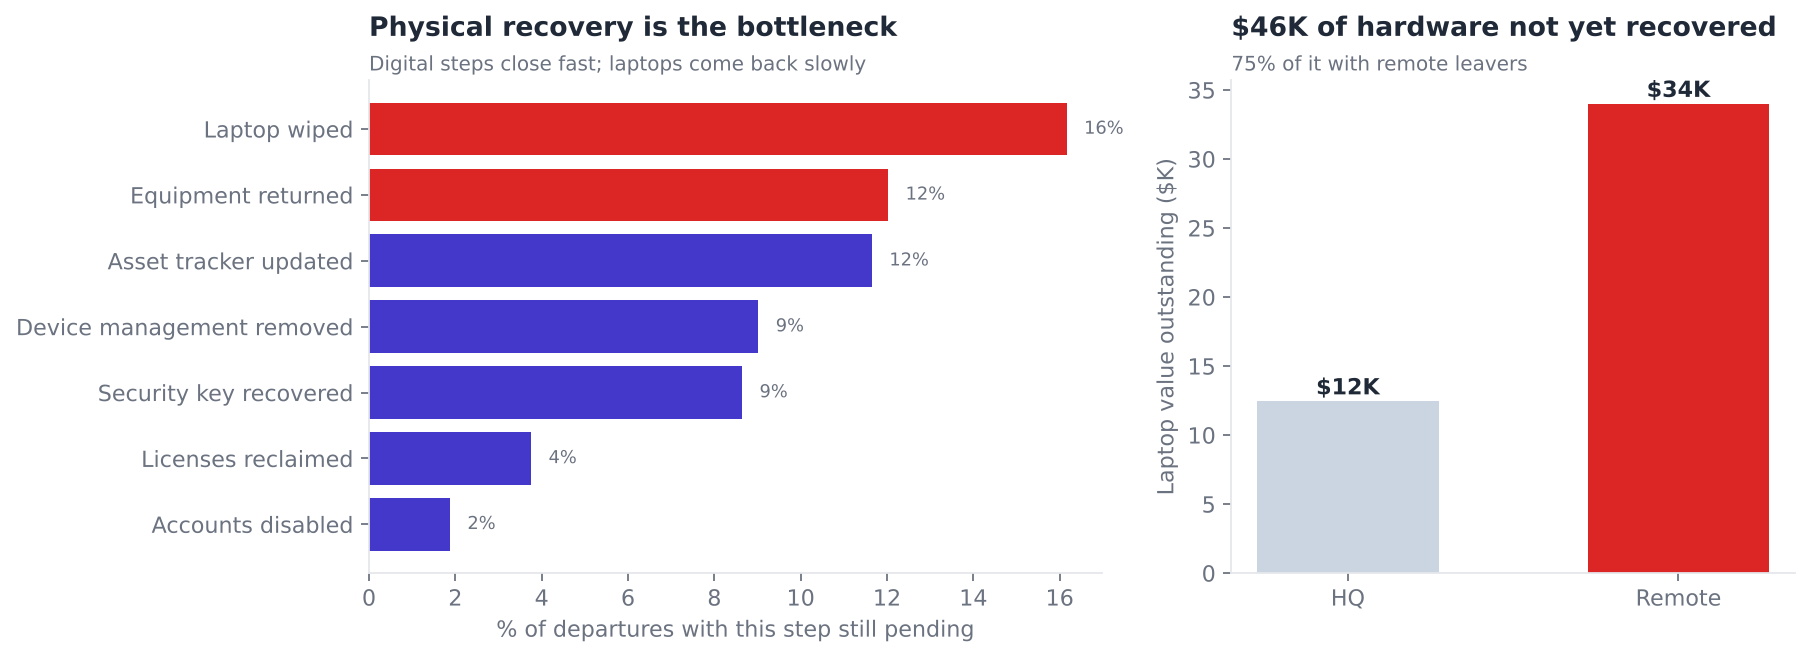 Physical recovery is the bottleneck
Digital steps close fast; laptops come back slowly
Laptop wiped
16%
Equipment returned
12%
Asset tracker updated
12%
Device management removed
9%
Security key recovered
9%
Licenses reclaimed
4%
Accounts disabled
2%
0 2 4 6 8 10 12 14 16
% of departures with this step still pending
$46K of hardware not yet recovered
75% of it with remote leavers
Laptop value outstanding ($K)
35
30
25
20
15
10
5
0
$12K
$34K
HQ Remote